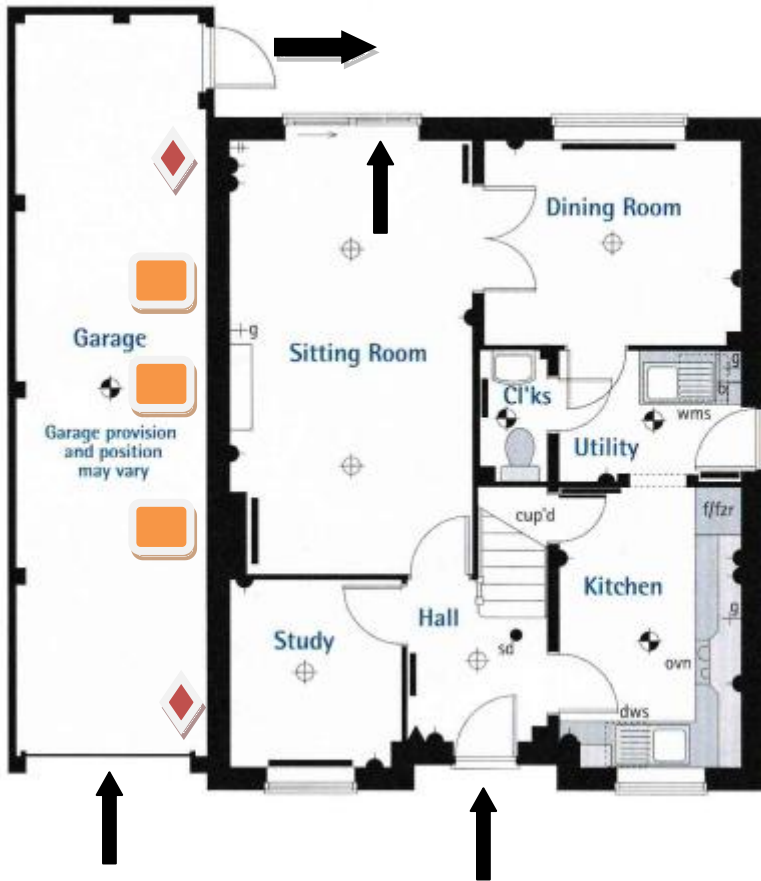 Dining Room
g
Garage
Sitting Room
g
Cl'ks
b
wms
Garage provision
and position
may vary
Utility
cup'd
f/fzr
Kitchen
g
Hall
Study
sd
ovn
dws